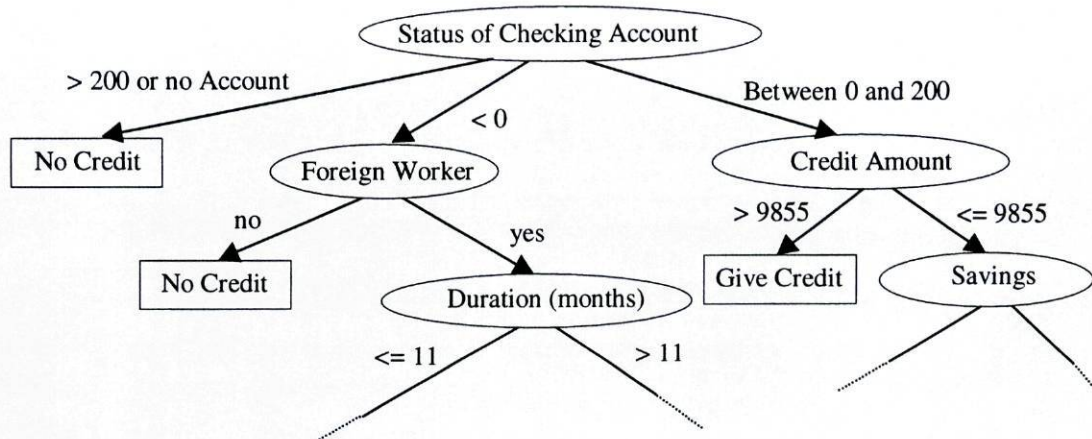 Status of Checking Account
> 200 or no Account
< 0
Between 0 and 200
No Credit
Foreign Worker
Credit Amount
no
yes
> 9855
<= 9855
No Credit
Duration (months)
Give Credit
Savings
<= 11
> 11